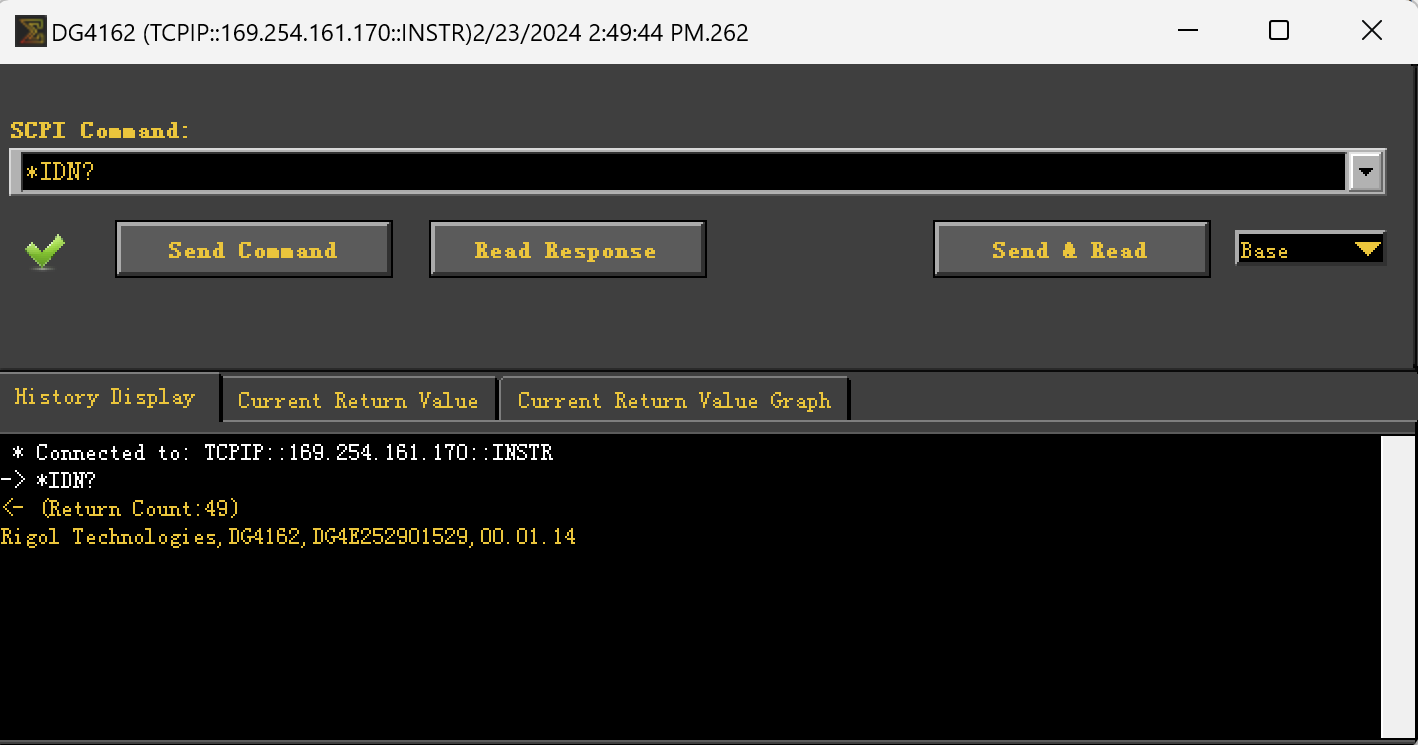 DG4162 (TCPIP::169.254.161.170::INSTR)2/23/2024 2:49:44 PM.262
SCPI Command:
*IDN?
Send Command
Read Response
Send & Read
Base
History Display
Current Return Value
Current Return Value Graph
* Connected to: TCPIP::169.254.161.170::INSTR
-> *IDN?
<- (Return Count:49)
Rigol Technologies,DG4162,DG4E252901529,00.01.14